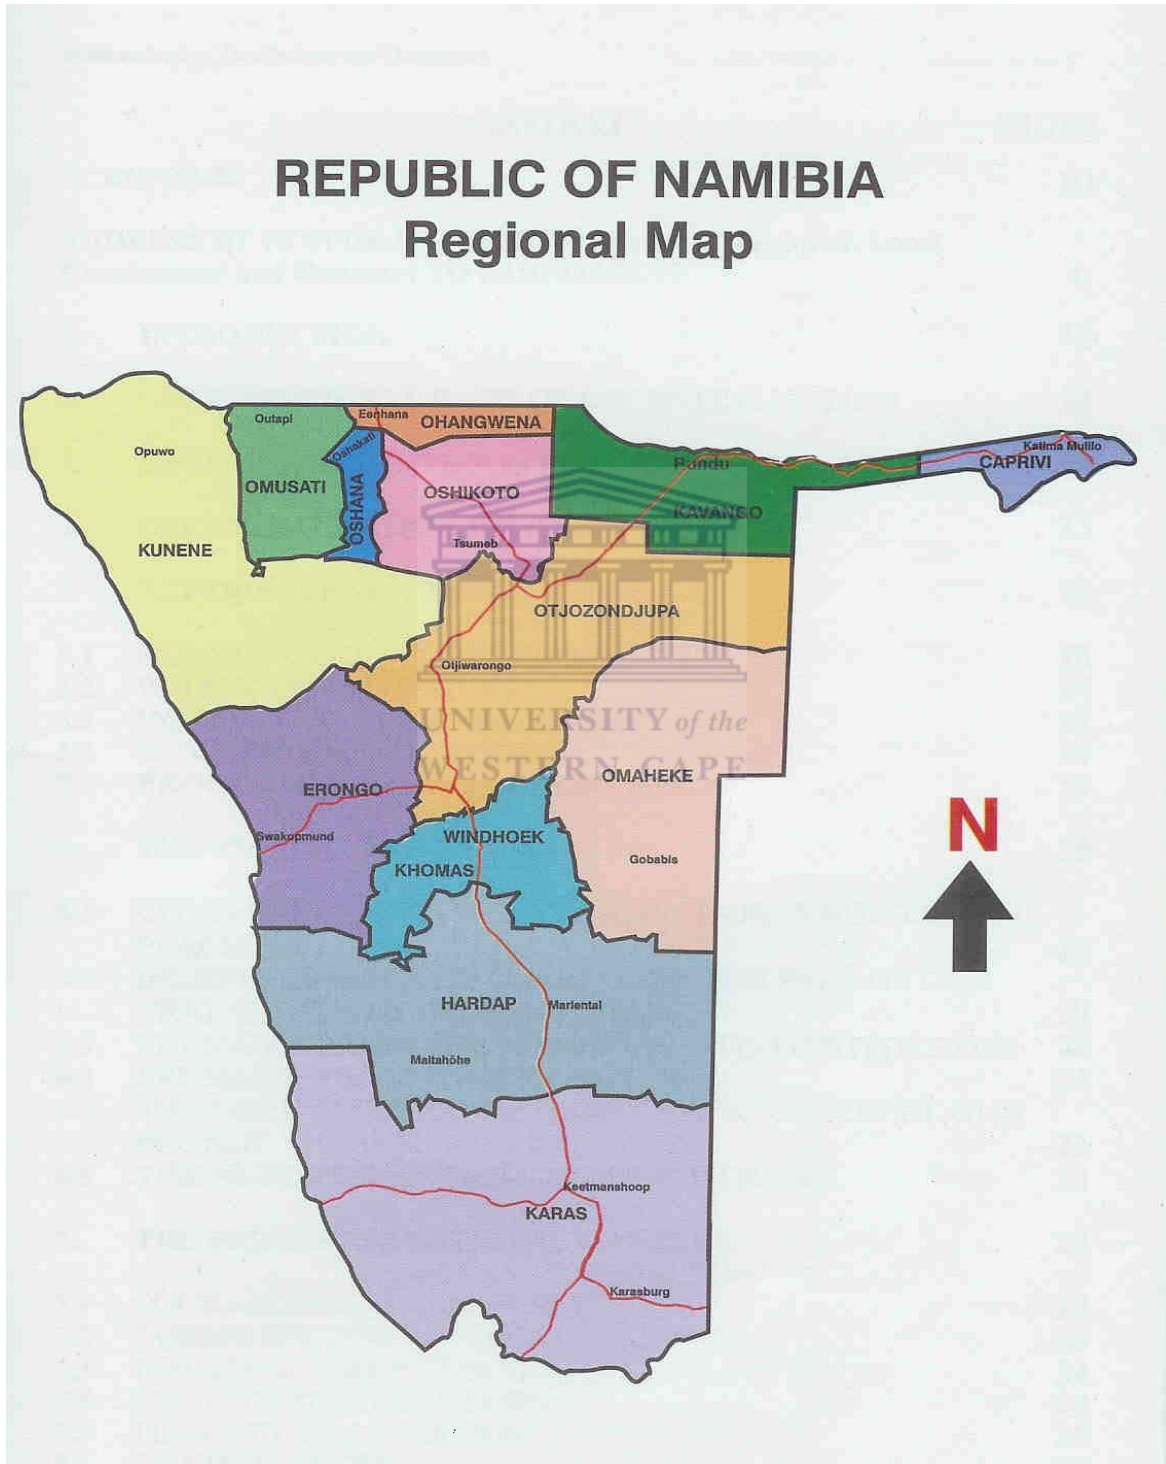 REPUBLIC OF NAMIBIA
Regional Map
Outapi
Eenhana
OHANGWENA
Opuwo
Oshakati
Katima Mulilo
CAPRIVI
Rundu
OMUSATI
OSHIKOTO
OSHANA
KAVANGO
KUNENE
Tsumeb
OTJOZONDJUPA
Otjiwarongo
UNIVERSITY of the
WESTERN CAPE
OMAHEKE
ERONGO
N
Swakopmund
WINDHOEK
Gobabis
KHOMAS
HARDAP
Mariental
Maltahöhe
Keetmanshoop
KARAS
Karasburg